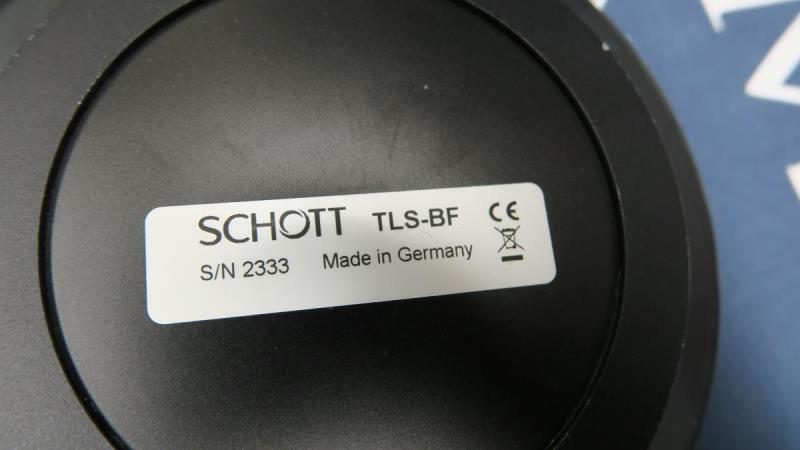 SCHOTT TLS-BF CE
S/N 2333 Made in Germany